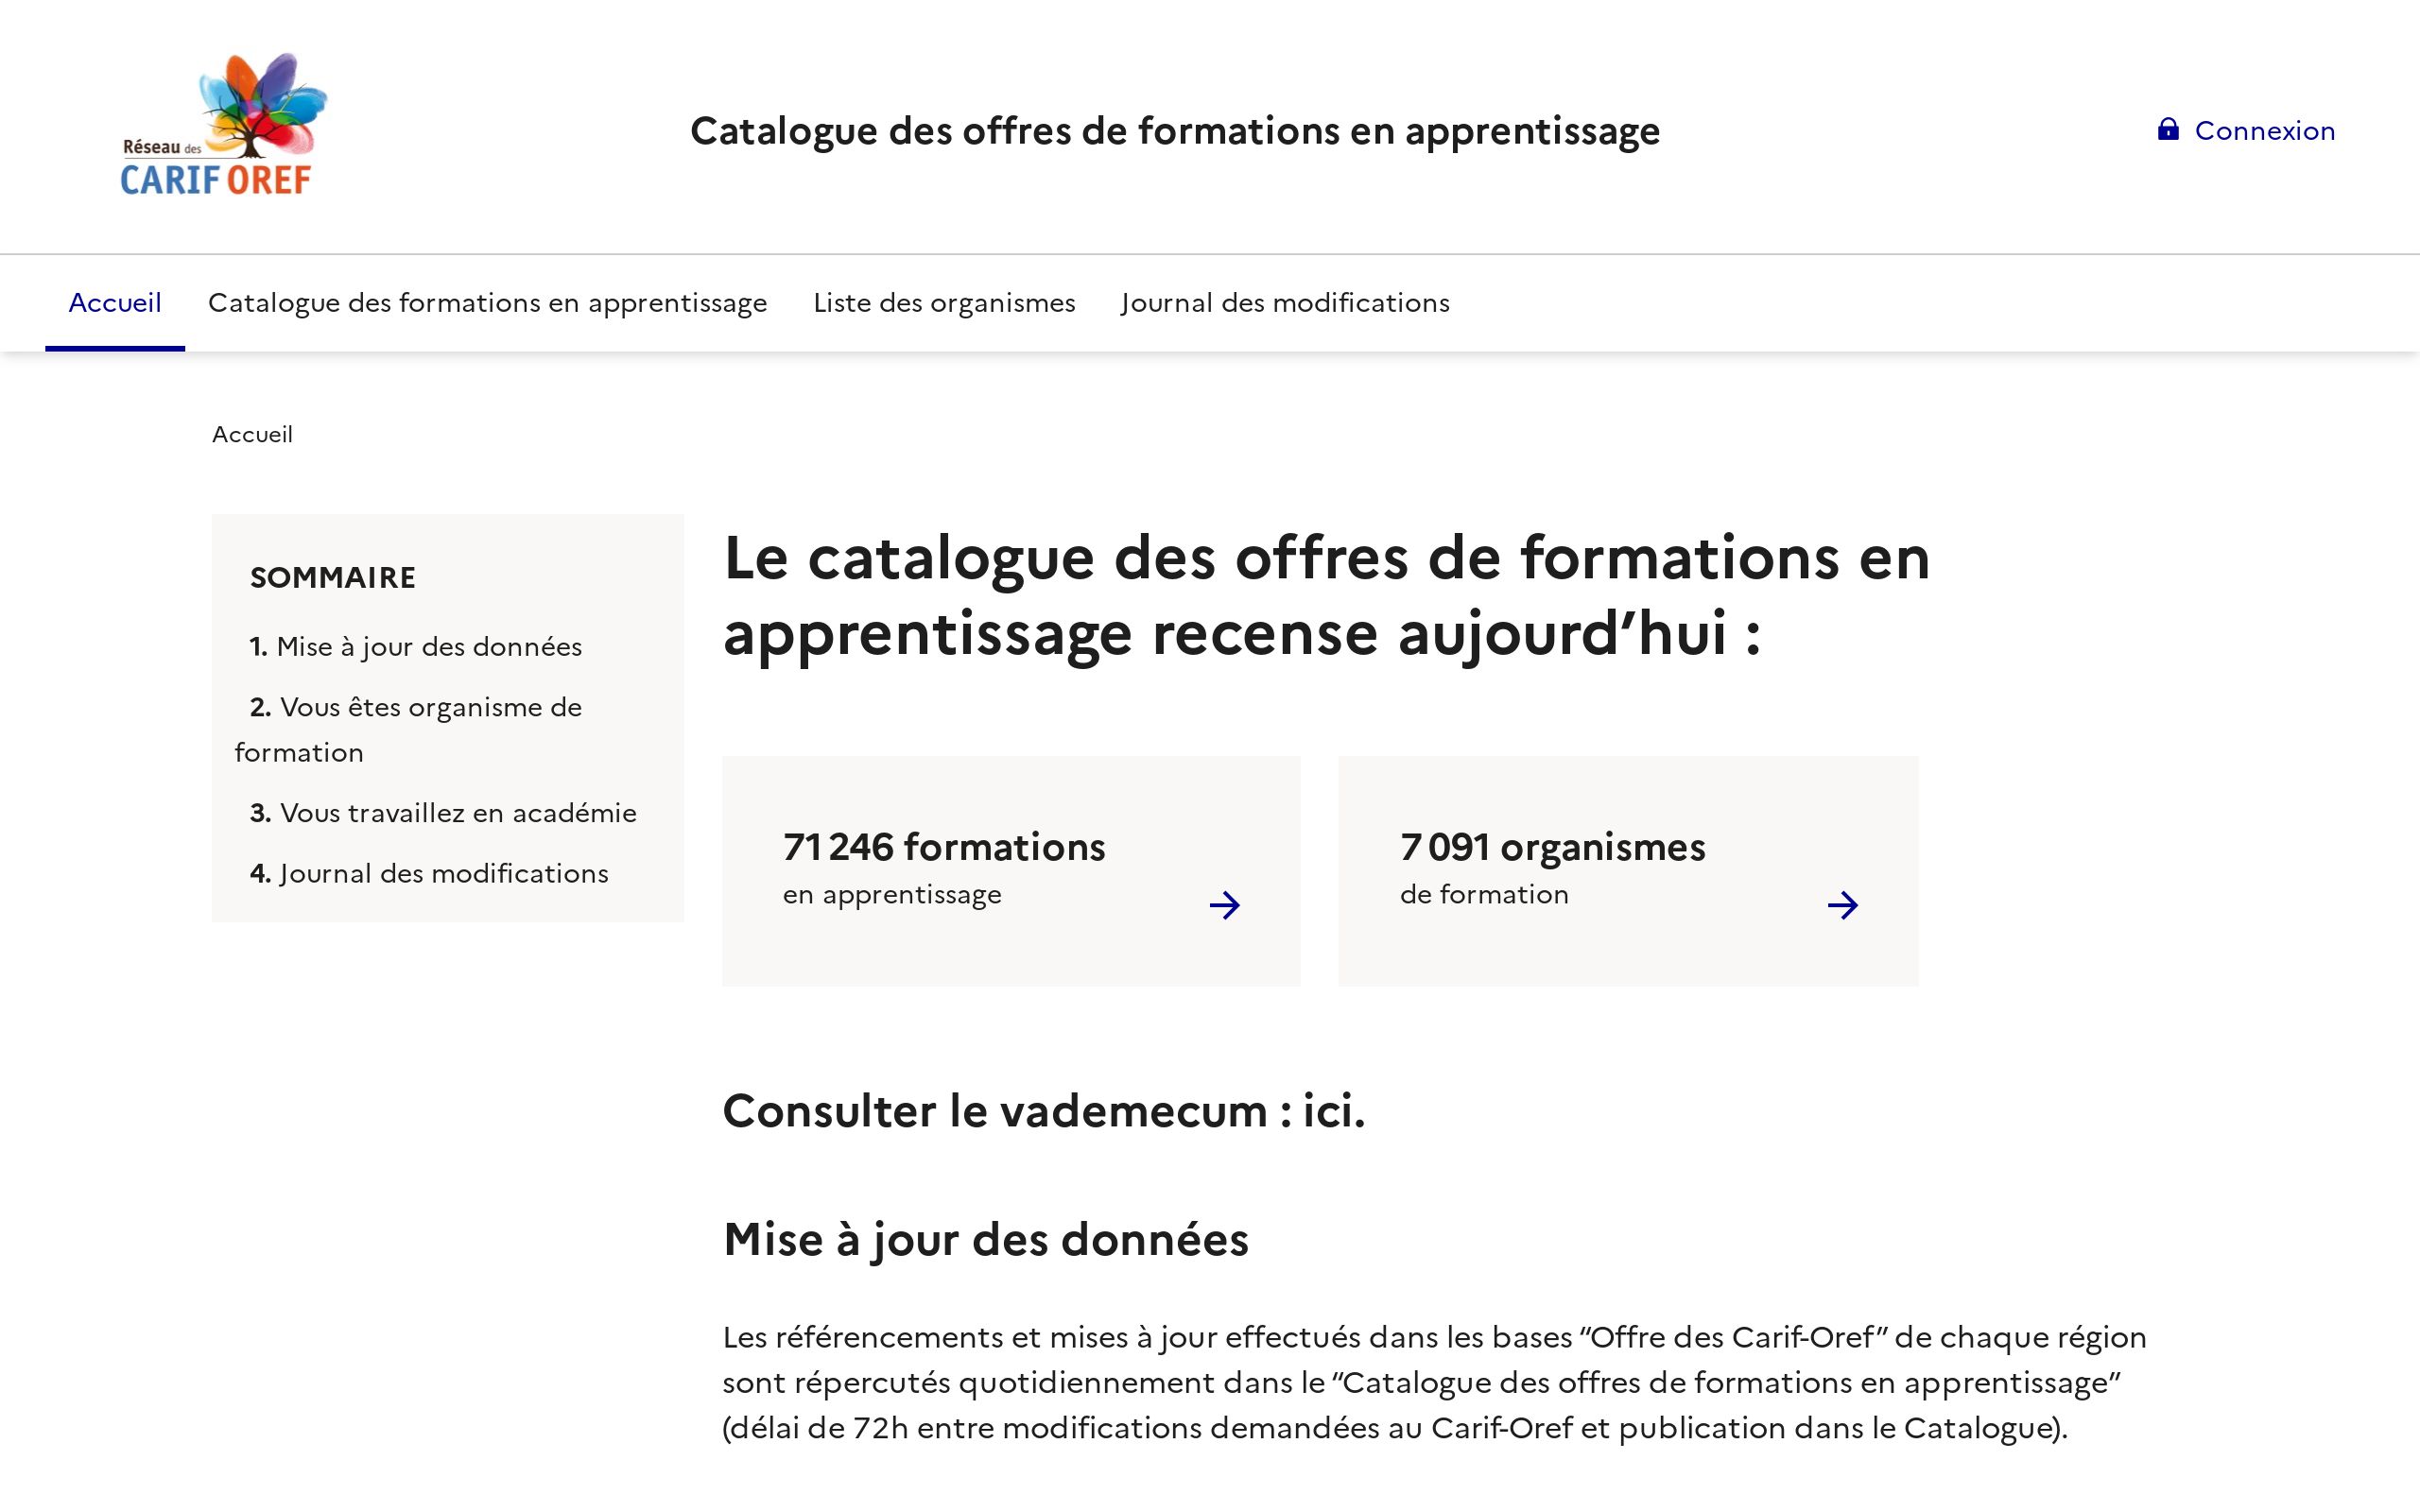 Réseau des
CARIF OREF
Catalogue des offres de formations en apprentissage
Connexion
Accueil
Catalogue des formations en apprentissage
Liste des organismes
Journal des modifications
Accueil
SOMMAIRE
1. Mise à jour des données
2. Vous êtes organisme de
formation
3. Vous travaillez en académie
4. Journal des modifications
Le catalogue des offres de formations en
apprentissage recense aujourd’hui :
71 246 formations
en apprentissage
7 091 organismes
de formation
Consulter le vademecum : ici.
Mise à jour des données
Les référencements et mises à jour effectués dans les bases “Offre des Carif-Oref” de chaque région
sont répercutés quotidiennement dans le “Catalogue des offres de formations en apprentissage”
(délai de 72h entre modifications demandées au Carif-Oref et publication dans le Catalogue).